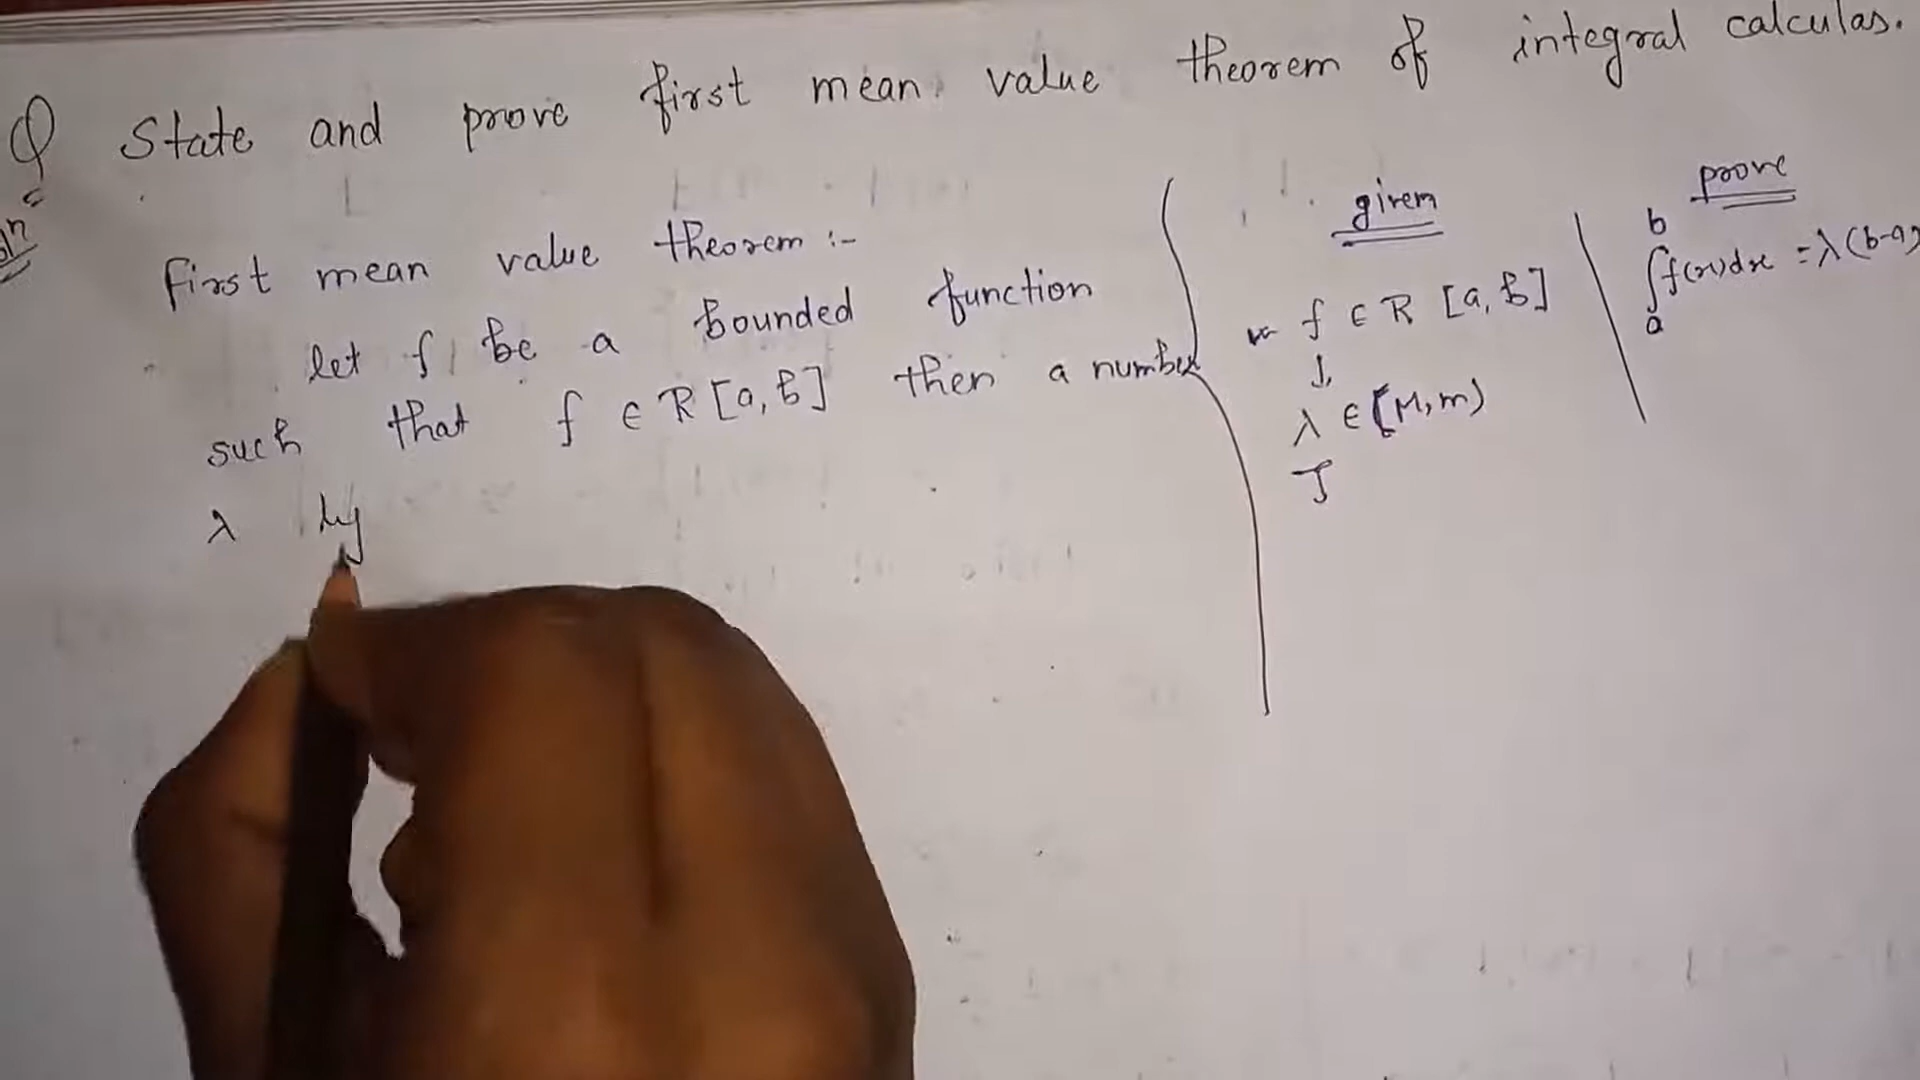 Q State and prove first mean value theorem of integral calculas.
first mean value theorem :-
let f be a bounded function
such that f ∈ R [a, b] then a number
λ
given
f ∈ R [a, b]
↓
λ ∈ [M, m)
prove
b
∫ f(x)dx = λ(b-a)
a